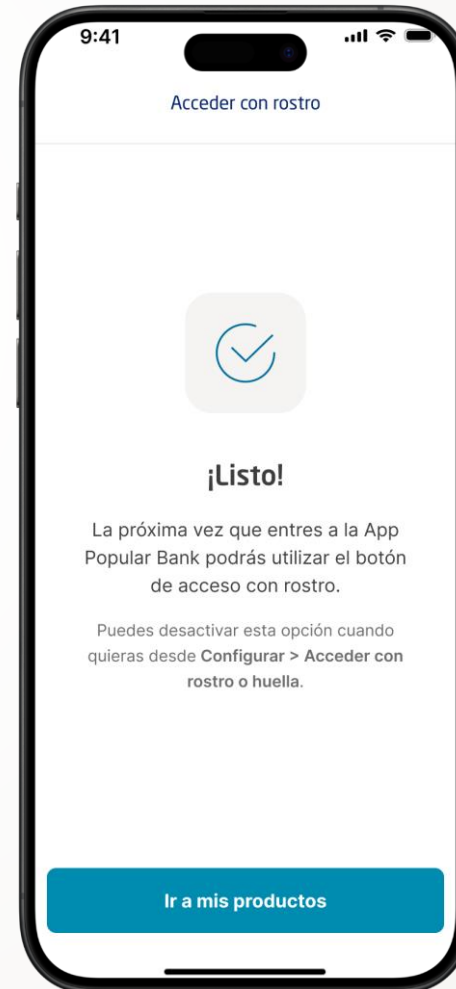 9:41
Acceder con rostro
¡Listo!
La próxima vez que entres a la App
Popular Bank podrás utilizar el botón
de acceso con rostro.
Puedes desactivar esta opción cuando
quieras desde Configurar > Acceder con
rostro o huella.
Ir a mis productos